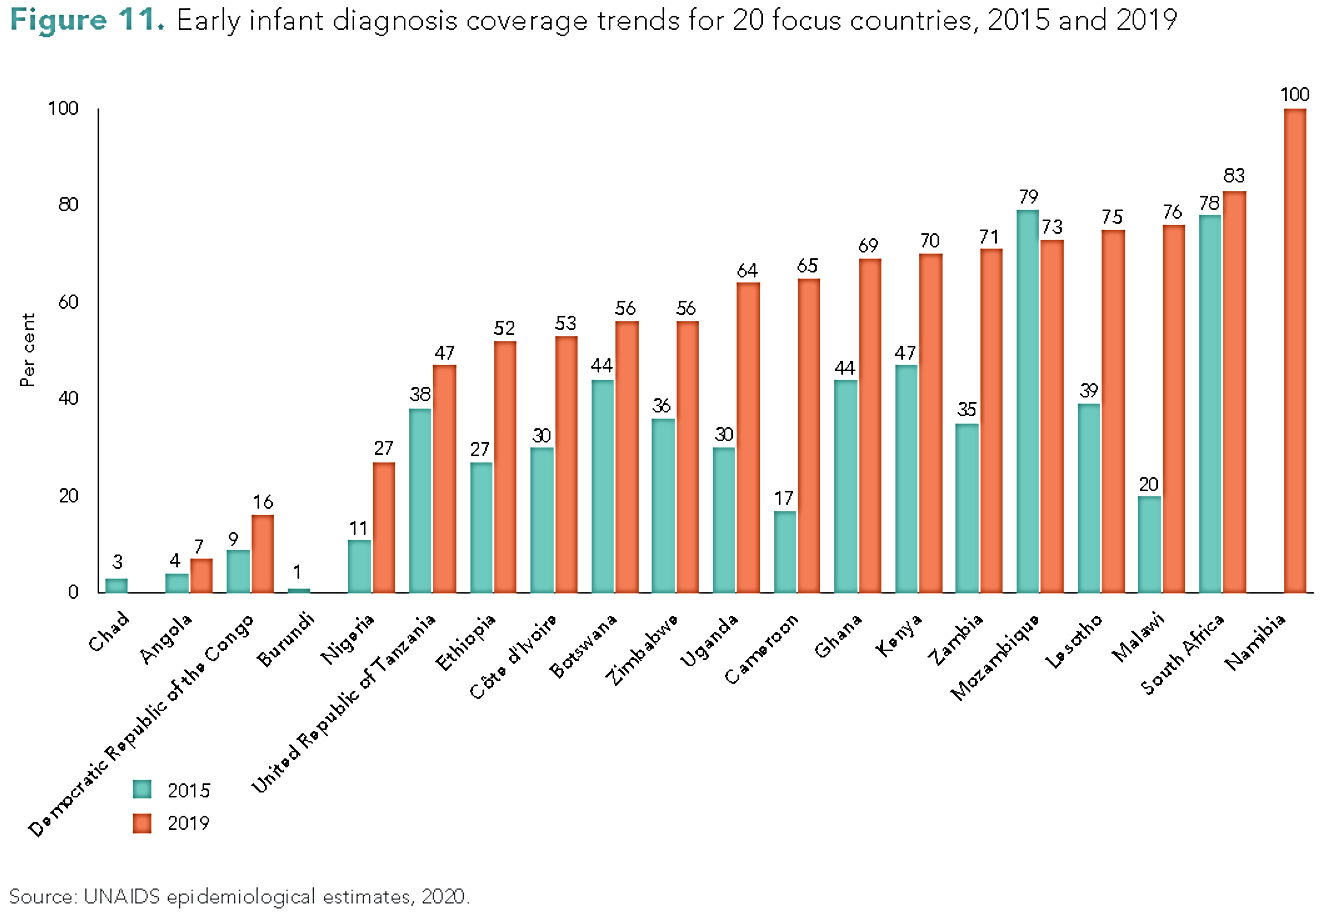 Figure 11. Early infant diagnosis coverage trends for 20 focus countries, 2015 and 2019
Per cent
100
80
60
40
20
0
3
4
7
9
16
1
11
27
38
47
27
52
30
53
44
56
36
56
30
64
17
65
44
69
47
70
35
71
79
73
39
75
20
76
78
83
100
Chad
Angola
Democratic Republic of the Congo
Burundi
Nigeria
United Republic of Tanzania
Ethiopia
Côte d'Ivoire
Botswana
Zimbabwe
Uganda
Cameroon
Ghana
Kenya
Zambia
Mozambique
Lesotho
Malawi
South Africa
Namibia
2015
2019
Source: UNAIDS epidemiological estimates, 2020.